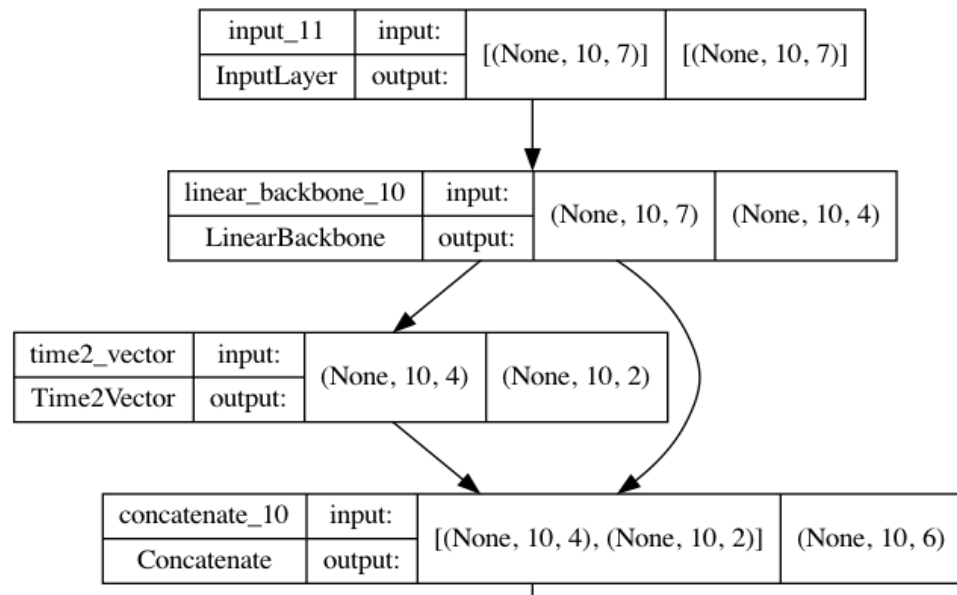 input_11 input: [(None, 10, 7)] [(None, 10, 7)]
InputLayer output:
linear_backbone_10 input: (None, 10, 7) (None, 10, 4)
LinearBackbone output:
time2_vector input: (None, 10, 4) (None, 10, 2)
Time2Vector output:
concatenate_10 input: [(None, 10, 4), (None, 10, 2)] (None, 10, 6)
Concatenate output: